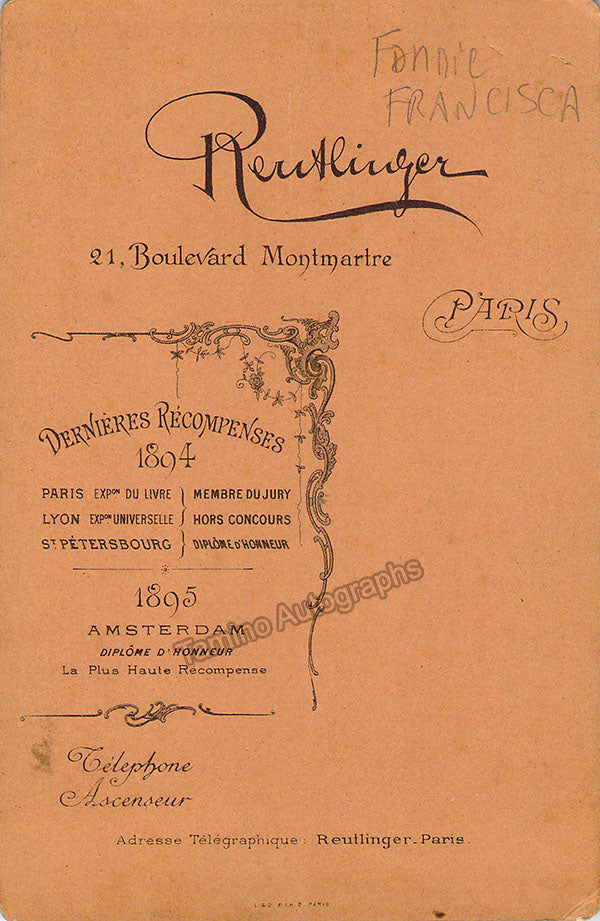 Fannie
FRANCISCA
Reutlinger
21, Boulevard Montmartre
PARIS
DERNIÈRES RÉCOMPENSES
1894
PARIS EXPON DU LIVRE } MEMBRE DU JURY
LYON EXPON UNIVERSELLE } HORS CONCOURS
ST PÉTERSBOURG } DIPLÔME D'HONNEUR
1895
AMSTERDAM
DIPLÔME D'HONNEUR
La Plus Haute Récompense
Tamino Autographs
Télephone
Ascenseur
Adresse Télégraphique: Reutlinger-Paris.
PARIS